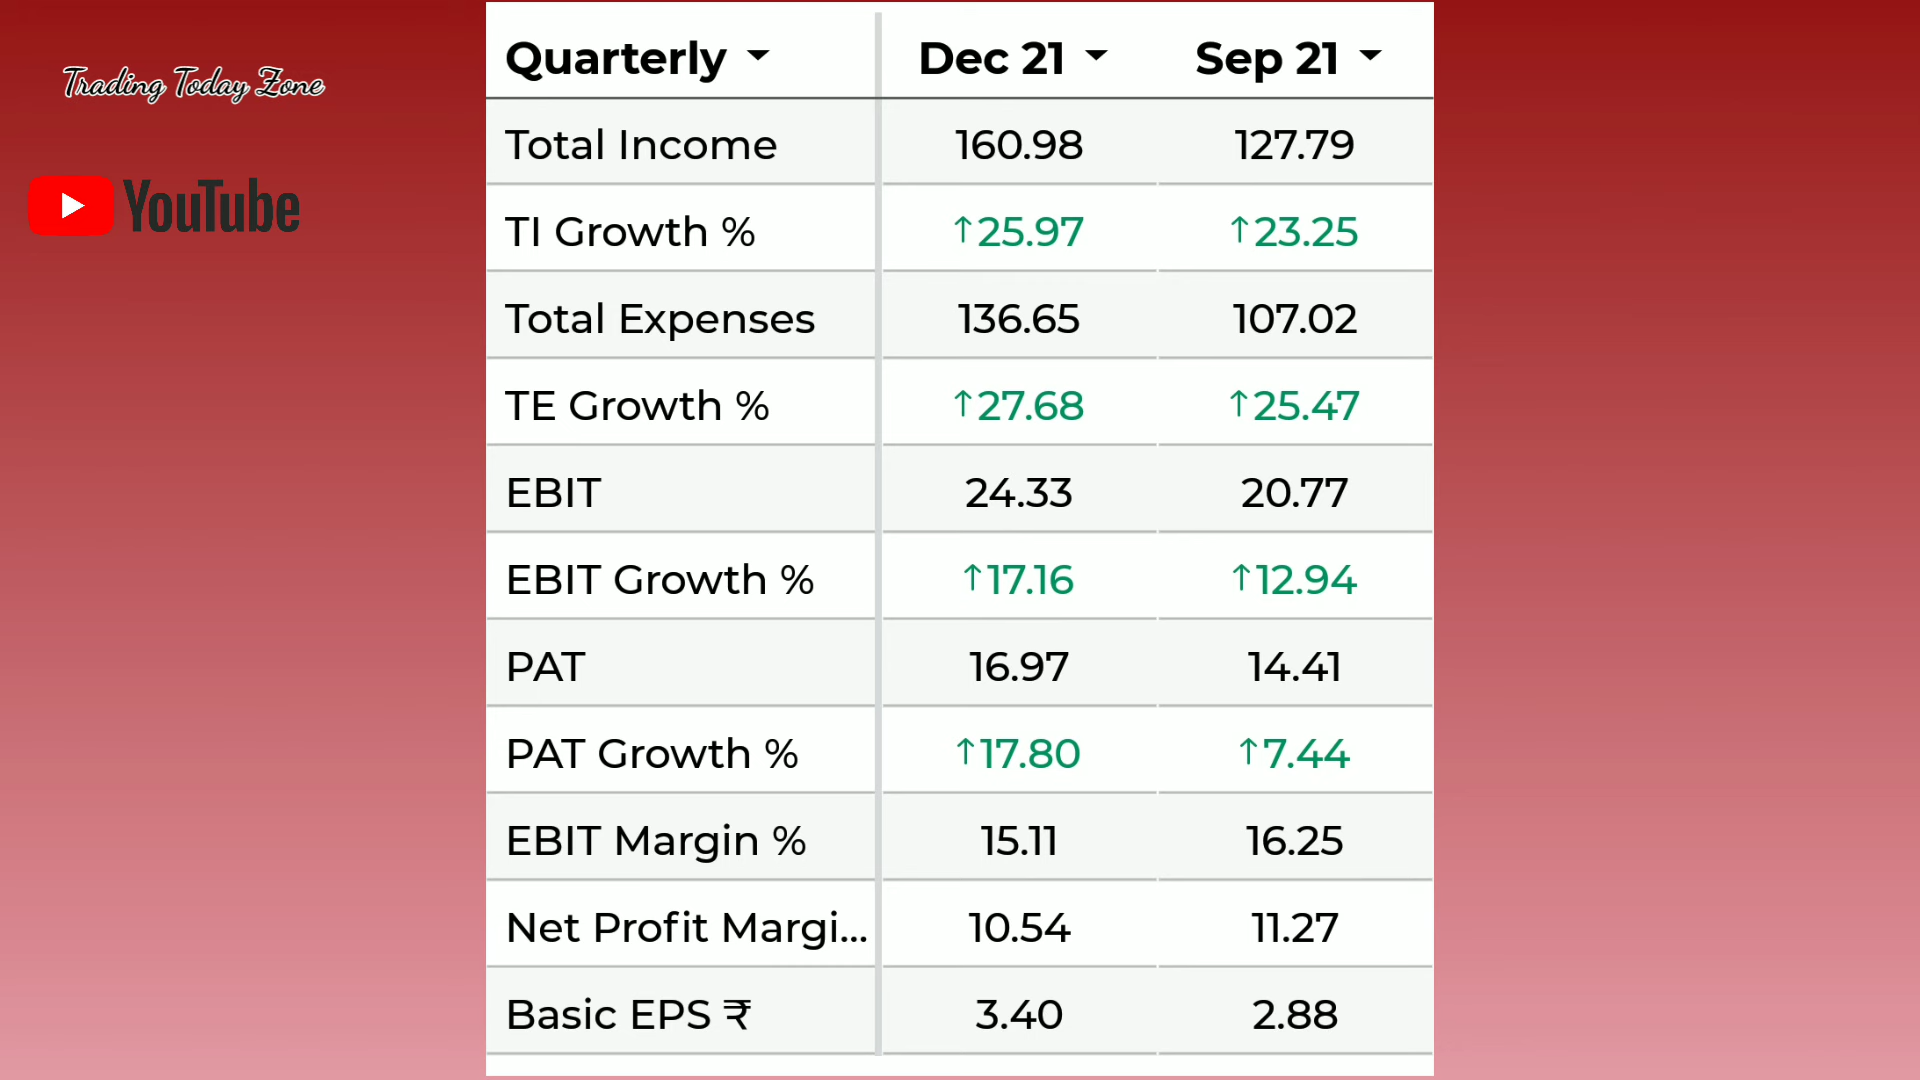 Trading Today Zone
YouTube
Quarterly Dec 21 Sep 21
Total Income 160.98 127.79
TI Growth % ↑25.97 ↑23.25
Total Expenses 136.65 107.02
TE Growth % ↑27.68 ↑25.47
EBIT 24.33 20.77
EBIT Growth % ↑17.16 ↑12.94
PAT 16.97 14.41
PAT Growth % ↑17.80 ↑7.44
EBIT Margin % 15.11 16.25
Net Profit Margi... 10.54 11.27
Basic EPS ₹ 3.40 2.88